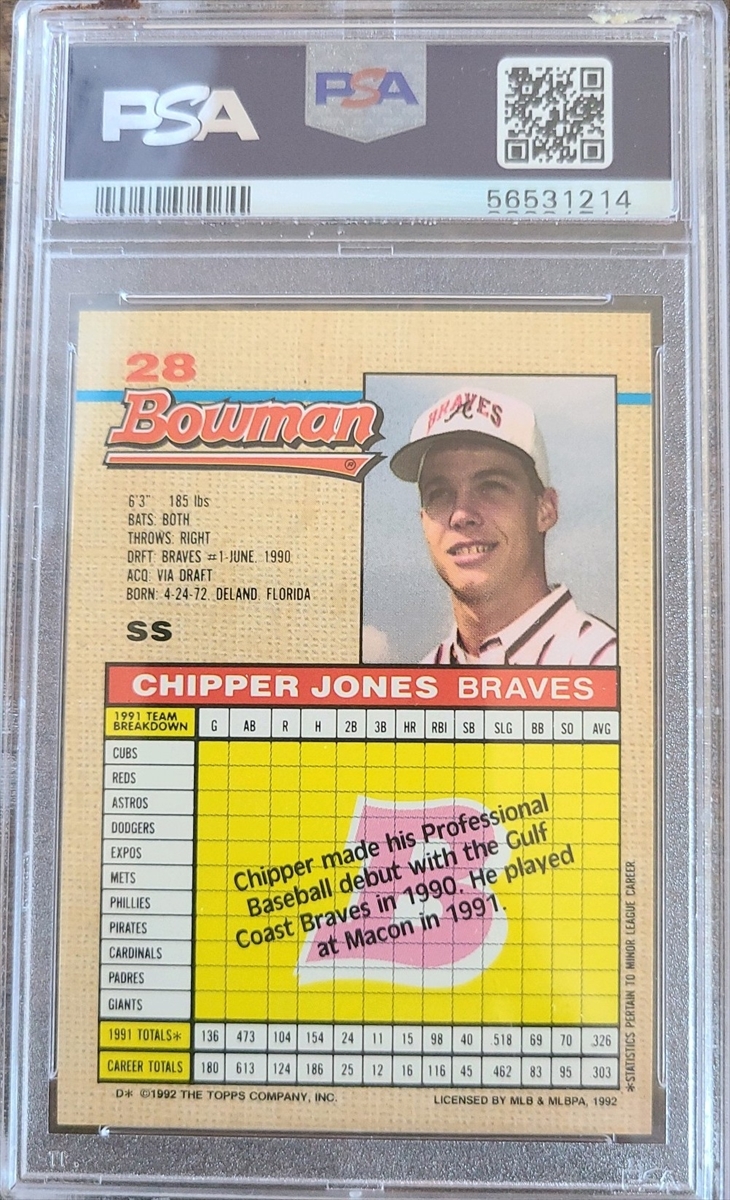 PSA
PSA
56531214
28
Bowman
®
6'3" 185 lbs
BATS: BOTH
THROWS: RIGHT
DRFT: BRAVES #1-JUNE, 1990
ACQ: VIA DRAFT
BORN: 4-24-72, DELAND, FLORIDA
SS
BRAVES
A
CHIPPER JONES BRAVES
1991 TEAM BREAKDOWN G AB R H 2B 3B HR RBI SB SLG BB SO AVG
CUBS
REDS
ASTROS
DODGERS
EXPOS
METS
PHILLIES
PIRATES
CARDINALS
PADRES
GIANTS
B
Chipper made his Professional
Baseball debut with the Gulf
Coast Braves in 1990. He played
at Macon in 1991.
1991 TOTALS* 136 473 104 154 24 11 15 98 40 .518 69 70 .326
CAREER TOTALS 180 613 124 186 25 12 16 116 45 .462 83 95 .303
*STATISTICS PERTAIN TO MINOR LEAGUE CAREER
D* ©1992 THE TOPPS COMPANY, INC. LICENSED BY MLB & MLBPA, 1992